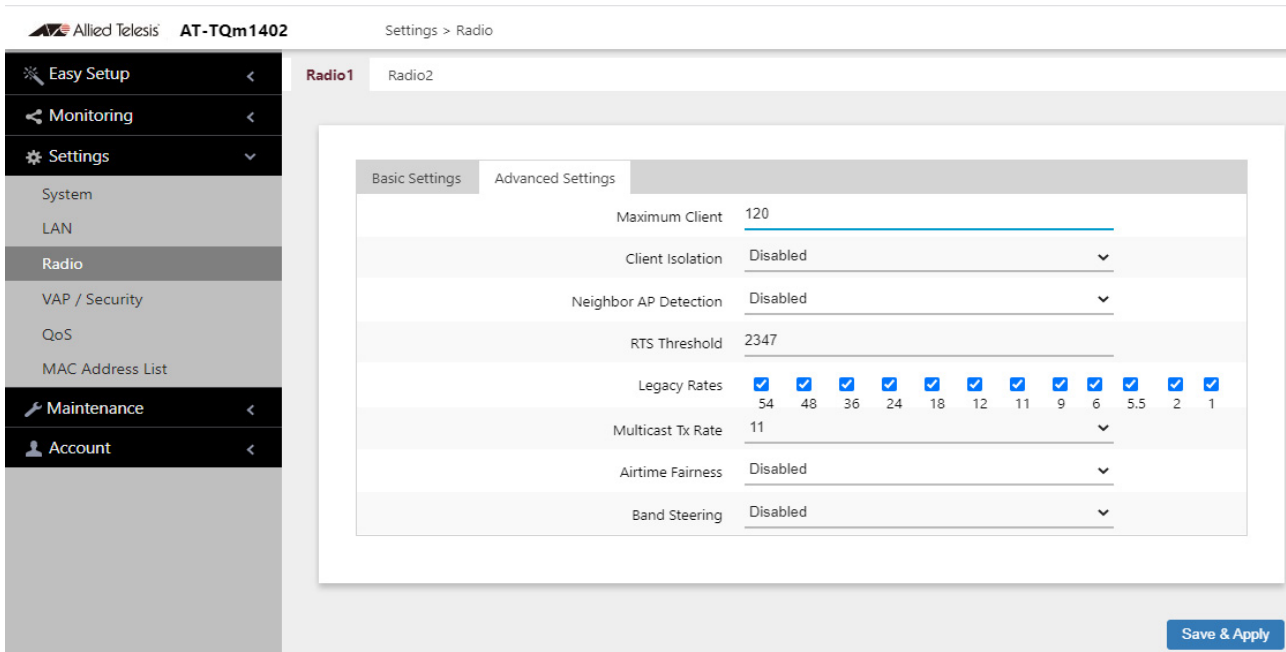 Allied Telesis AT-TQm1402 Settings > Radio
Easy Setup
Monitoring
Settings
System
LAN
Radio
VAP / Security
QoS
MAC Address List
Maintenance
Account
Radio1 Radio2
Basic Settings Advanced Settings
Maximum Client 120
Client Isolation Disabled
Neighbor AP Detection Disabled
RTS Threshold 2347
Legacy Rates
54 48 36 24 18 12 11 9 6 5.5 2 1
Multicast Tx Rate 11
Airtime Fairness Disabled
Band Steering Disabled
Save & Apply